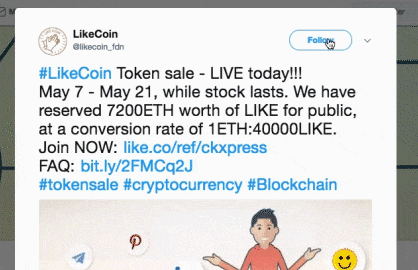 LikeCoin
@likecoin_fdn
Follow
#LikeCoin Token sale - LIVE today!!!
May 7 - May 21, while stock lasts. We have
reserved 7200ETH worth of LIKE for public,
at a conversion rate of 1ETH:40000LIKE.
Join NOW: like.co/ref/ckxpress
FAQ: bit.ly/2FMCq2J
#tokensale #cryptocurrency #Blockchain